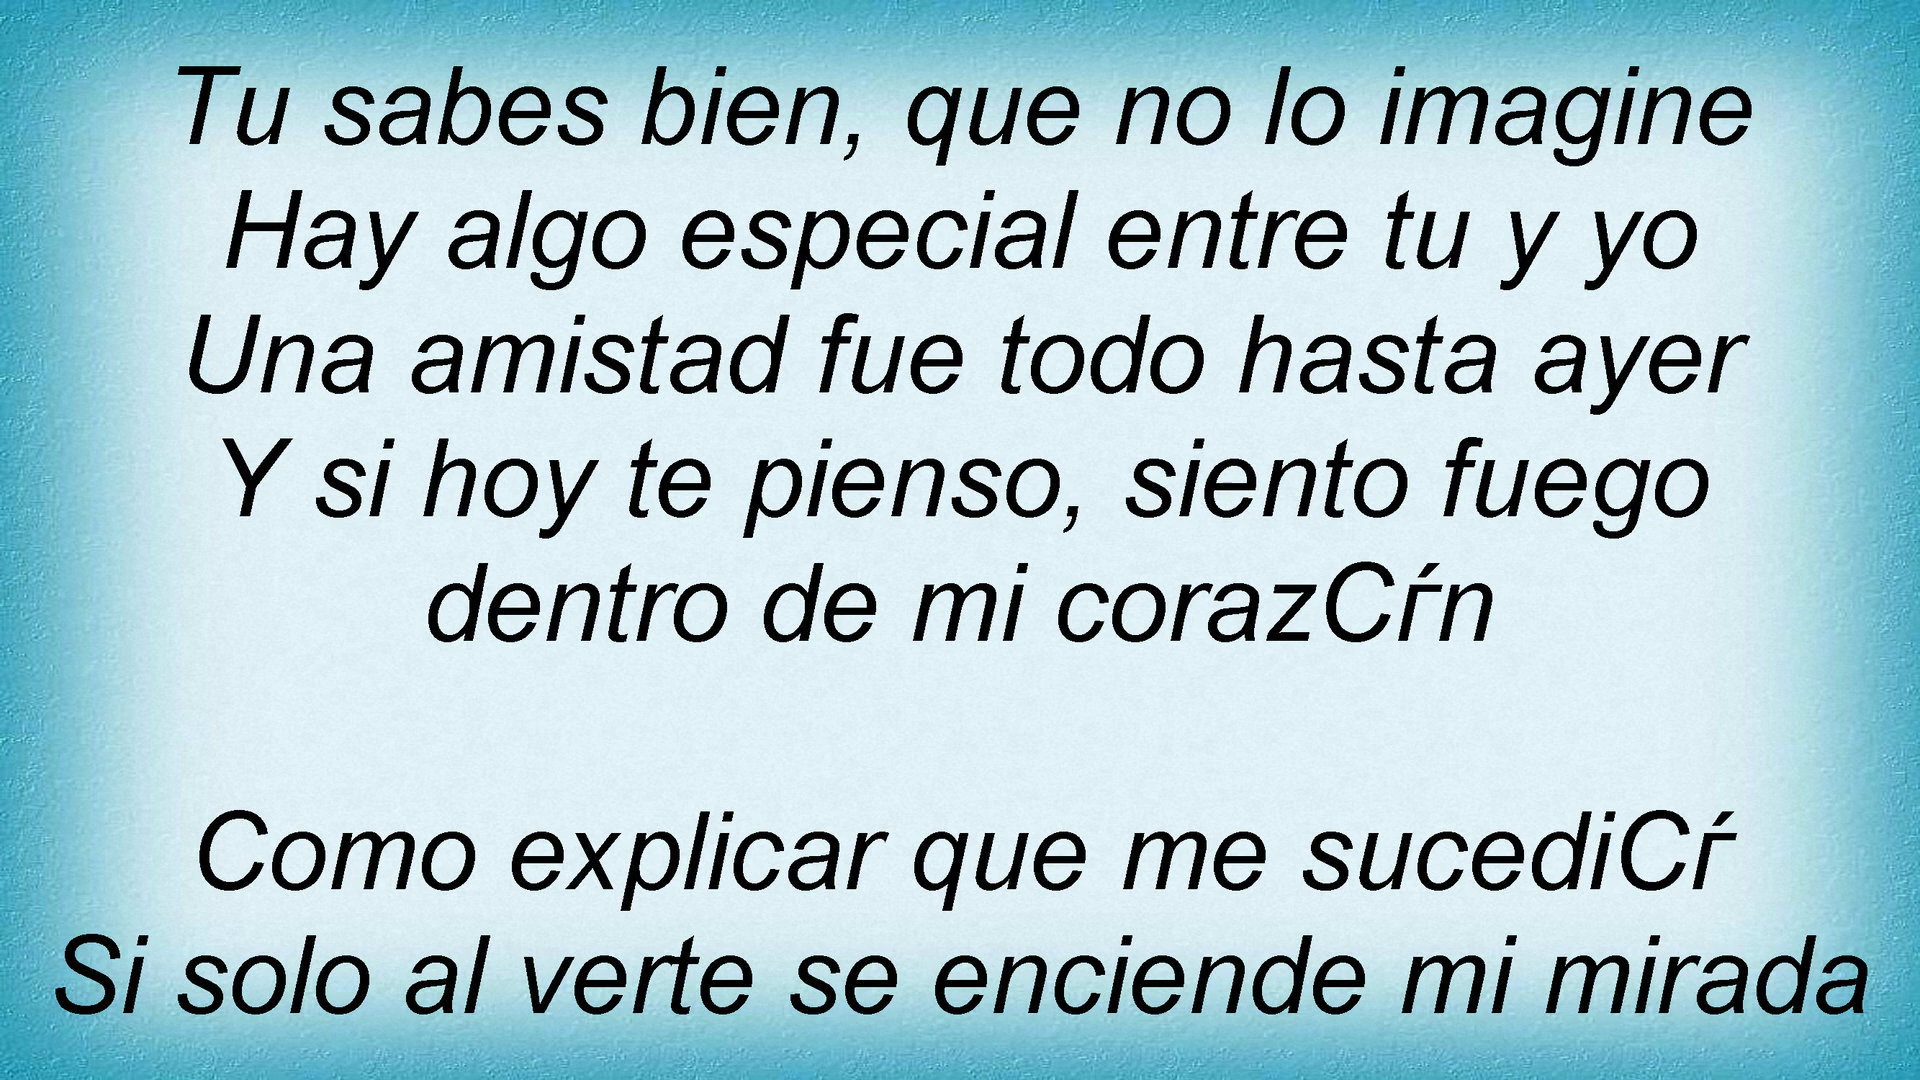 Tu sabes bien, que no lo imagine
Hay algo especial entre tu y yo
Una amistad fue todo hasta ayer
Y si hoy te pienso, siento fuego
dentro de mi corazCѓn
Como explicar que me sucediCѓ
Si solo al verte se enciende mi mirada